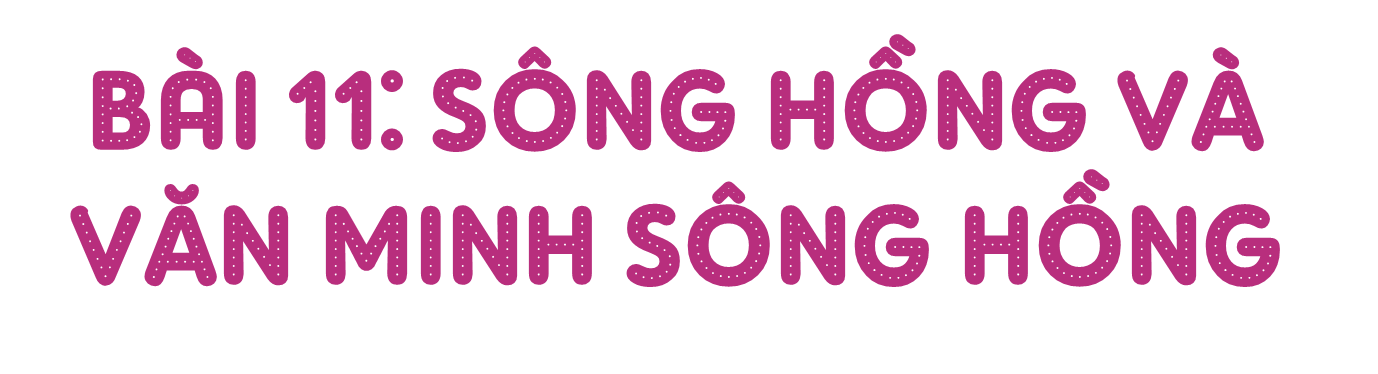 BÀI 11: SÔNG HỒNG VÀ
VĂN MINH SÔNG HỒNG